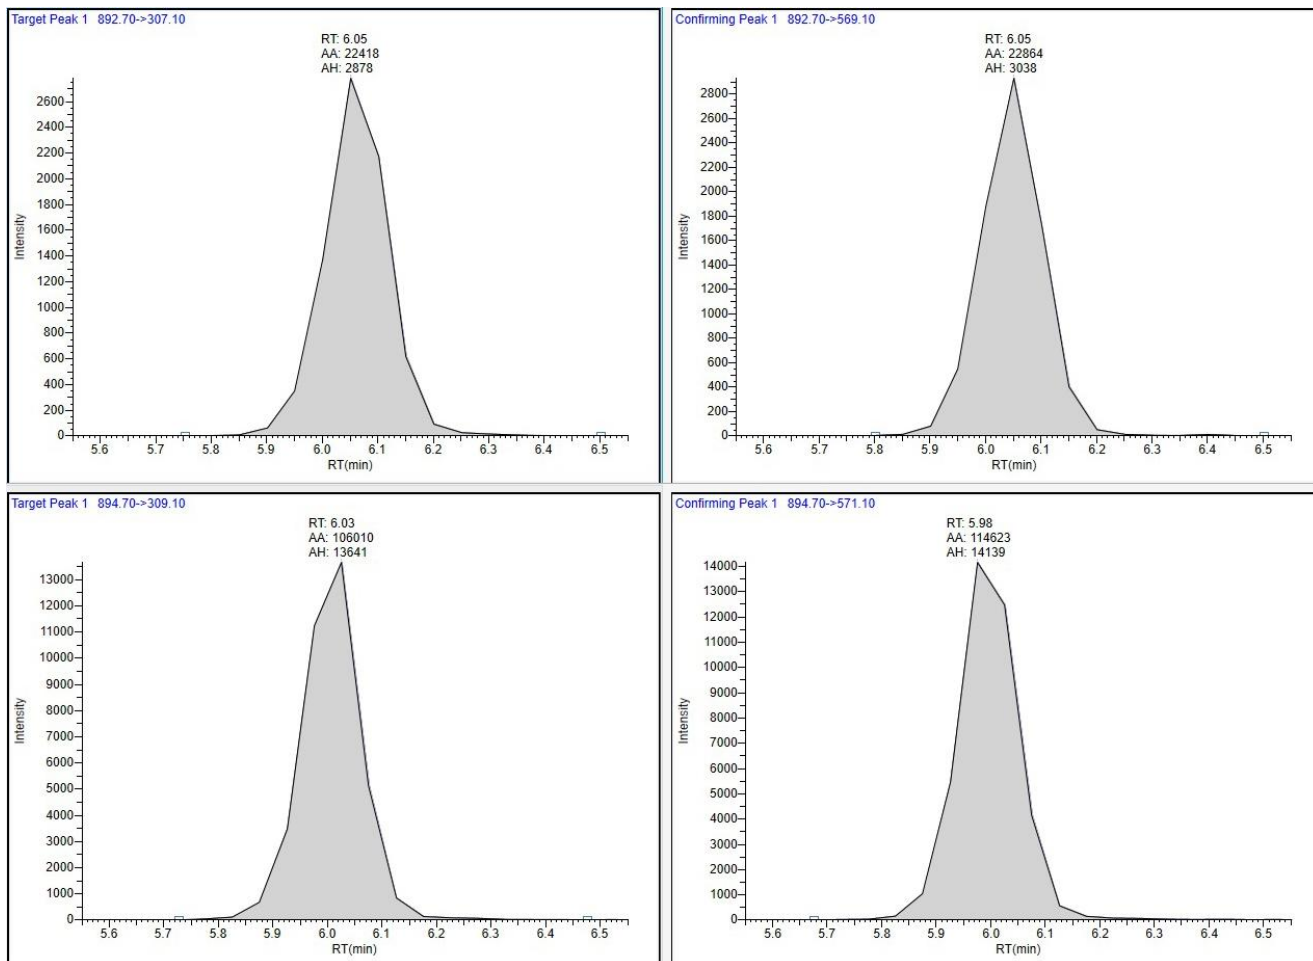 Target Peak 1 892.70->307.10
RT: 6.05
AA: 22418
AH: 2878
2600
2400
2200
2000
1800
1600
1400
1200
1000
800
600
400
200
0
Intensity
5.6 5.7 5.8 5.9 6.0 6.1 6.2 6.3 6.4 6.5
RT(min)
Confirming Peak 1 892.70->569.10
RT: 6.05
AA: 22864
AH: 3038
2800
2600
2400
2200
2000
1800
1600
1400
1200
1000
800
600
400
200
0
Intensity
5.6 5.7 5.8 5.9 6.0 6.1 6.2 6.3 6.4 6.5
RT(min)
Target Peak 1 894.70->309.10
RT: 6.03
AA: 106010
AH: 13641
13000
12000
11000
10000
9000
8000
7000
6000
5000
4000
3000
2000
1000
0
Intensity
5.6 5.7 5.8 5.9 6.0 6.1 6.2 6.3 6.4 6.5
RT(min)
Confirming Peak 1 894.70->571.10
RT: 5.98
AA: 114623
AH: 14139
14000
13000
12000
11000
10000
9000
8000
7000
6000
5000
4000
3000
2000
1000
0
Intensity
5.6 5.7 5.8 5.9 6.0 6.1 6.2 6.3 6.4 6.5
RT(min)